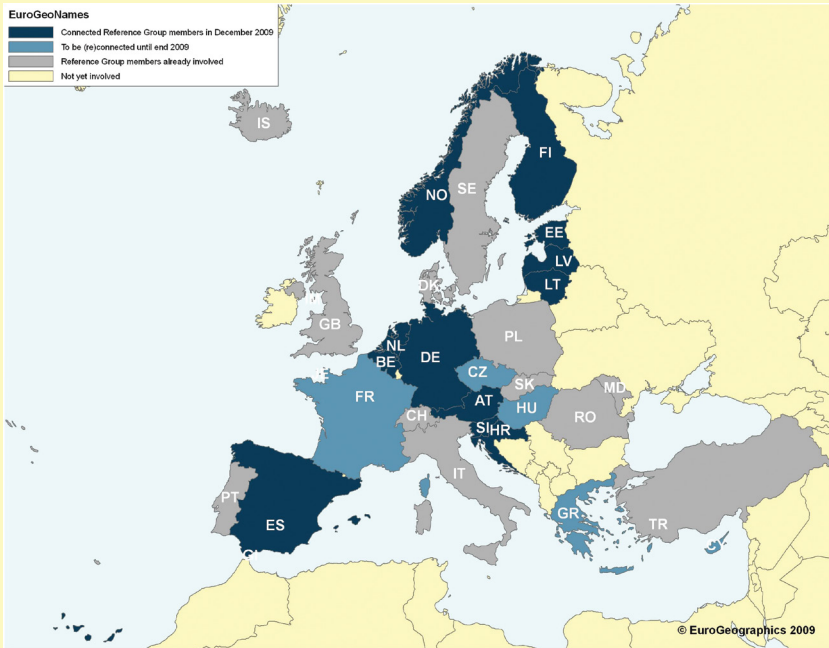 EuroGeoNames
Connected Reference Group members in December 2009
To be (re)connected until end 2009
Reference Group members already involved
Not yet involved
IS
FI
NO
SE
EE
LV
LT
DK
GB
NL
BE
DE
PL
CZ
SK
FR
AT
HU
MD
RO
CH
SI
HR
IT
PT
ES
GR
TR
© EuroGeographics 2009